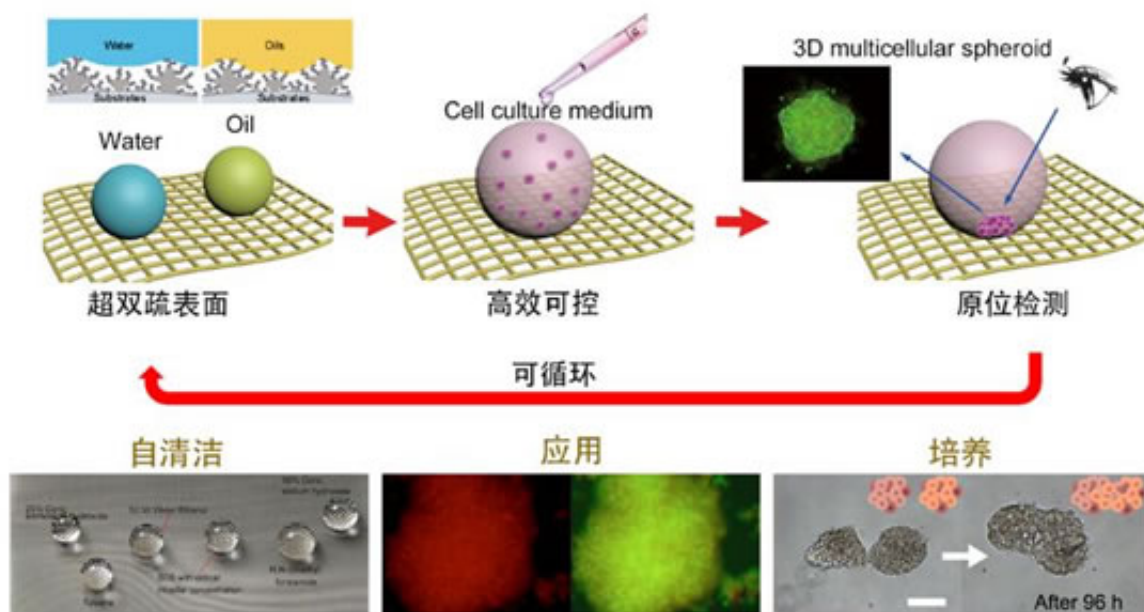 Water
Oils
Substrates
Substrates
Water
Oil
Cell culture medium
3D multicellular spheroid
超双疏表面
高效可控
原位检测
可循环
自清洁
应用
培养
Toluene
After 96 h